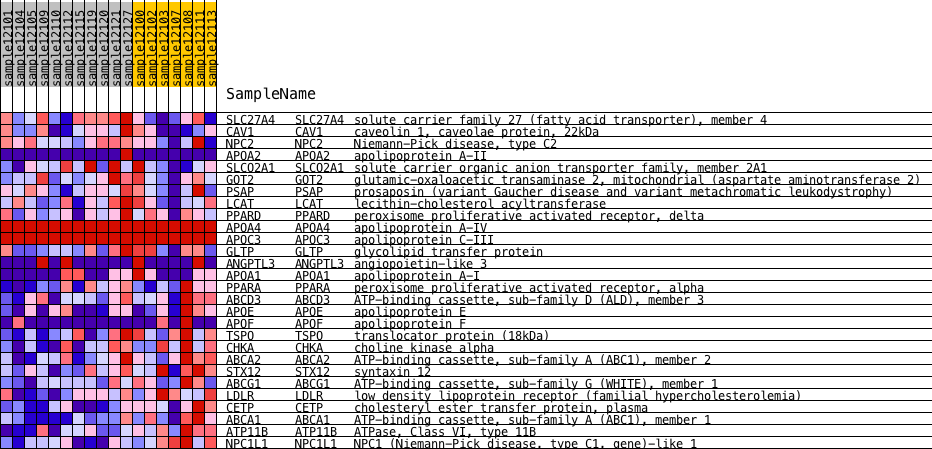 sample12101
sample12104
sample12105
sample12109
sample12110
sample12112
sample12115
sample12119
sample12120
sample12121
sample12127
sample12100
sample12102
sample12103
sample12107
sample12108
sample12111
sample12113
SampleName
SLC27A4 SLC27A4 solute carrier family 27 (fatty acid transporter), member 4
CAV1 CAV1 caveolin 1, caveolae protein, 22kDa
NPC2 NPC2 Niemann-Pick disease, type C2
APOA2 APOA2 apolipoprotein A-II
SLCO2A1 SLCO2A1 solute carrier organic anion transporter family, member 2A1
GOT2 GOT2 glutamic-oxaloacetic transaminase 2, mitochondrial (aspartate aminotransferase 2)
PSAP PSAP prosaposin (variant Gaucher disease and variant metachromatic leukodystrophy)
LCAT LCAT lecithin-cholesterol acyltransferase
PPARD PPARD peroxisome proliferative activated receptor, delta
APOA4 APOA4 apolipoprotein A-IV
APOC3 APOC3 apolipoprotein C-III
GLTP GLTP glycolipid transfer protein
ANGPTL3 ANGPTL3 angiopoietin-like 3
APOA1 APOA1 apolipoprotein A-I
PPARA PPARA peroxisome proliferative activated receptor, alpha
ABCD3 ABCD3 ATP-binding cassette, sub-family D (ALD), member 3
APOE APOE apolipoprotein E
APOF APOF apolipoprotein F
TSPO TSPO translocator protein (18kDa)
CHKA CHKA choline kinase alpha
ABCA2 ABCA2 ATP-binding cassette, sub-family A (ABC1), member 2
STX12 STX12 syntaxin 12
ABCG1 ABCG1 ATP-binding cassette, sub-family G (WHITE), member 1
LDLR LDLR low density lipoprotein receptor (familial hypercholesterolemia)
CETP CETP cholesteryl ester transfer protein, plasma
ABCA1 ABCA1 ATP-binding cassette, sub-family A (ABC1), member 1
ATP11B ATP11B ATPase, Class VI, type 11B
NPC1L1 NPC1L1 NPC1 (Niemann-Pick disease, type C1, gene)-like 1